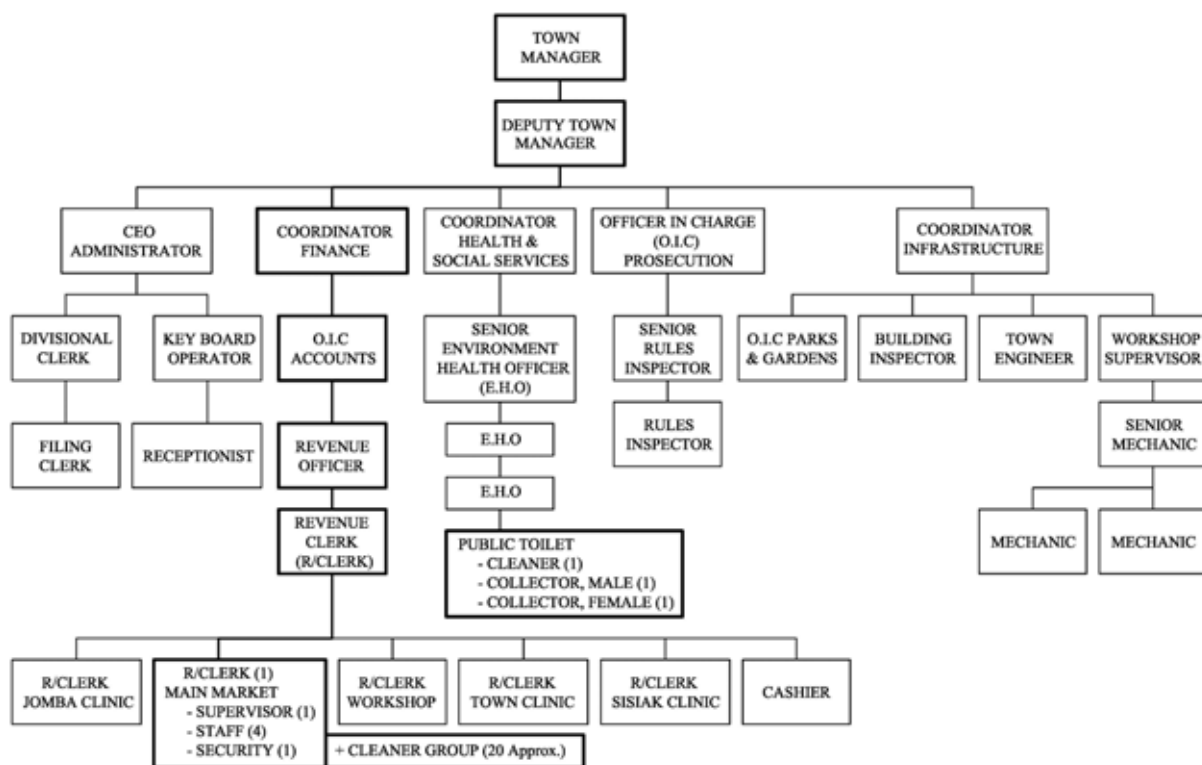 TOWN
MANAGER
DEPUTY TOWN
MANAGER
CEO
ADMINISTRATOR
COORDINATOR
FINANCE
COORDINATOR
HEALTH &
SOCIAL SERVICES
OFFICER IN CHARGE
(O.I.C)
PROSECUTION
COORDINATOR
INFRASTRUCTURE
DIVISIONAL
CLERK
KEY BOARD
OPERATOR
O.I.C
ACCOUNTS
SENIOR
ENVIRONMENT
HEALTH OFFICER
(E.H.O)
SENIOR
RULES
INSPECTOR
O.I.C PARKS
& GARDENS
BUILDING
INSPECTOR
TOWN
ENGINEER
WORKSHOP
SUPERVISOR
FILING
CLERK
RECEPTIONIST
REVENUE
OFFICER
E.H.O
RULES
INSPECTOR
SENIOR
MECHANIC
E.H.O
REVENUE
CLERK
(R/CLERK)
PUBLIC TOILET
- CLEANER (1)
- COLLECTOR, MALE (1)
- COLLECTOR, FEMALE (1)
MECHANIC
MECHANIC
R/CLERK
JOMBA CLINIC
R/CLERK (1)
MAIN MARKET
- SUPERVISOR (1)
- STAFF (4)
- SECURITY (1)
+ CLEANER GROUP (20 Approx.)
R/CLERK
WORKSHOP
R/CLERK
TOWN CLINIC
R/CLERK
SISIAK CLINIC
CASHIER